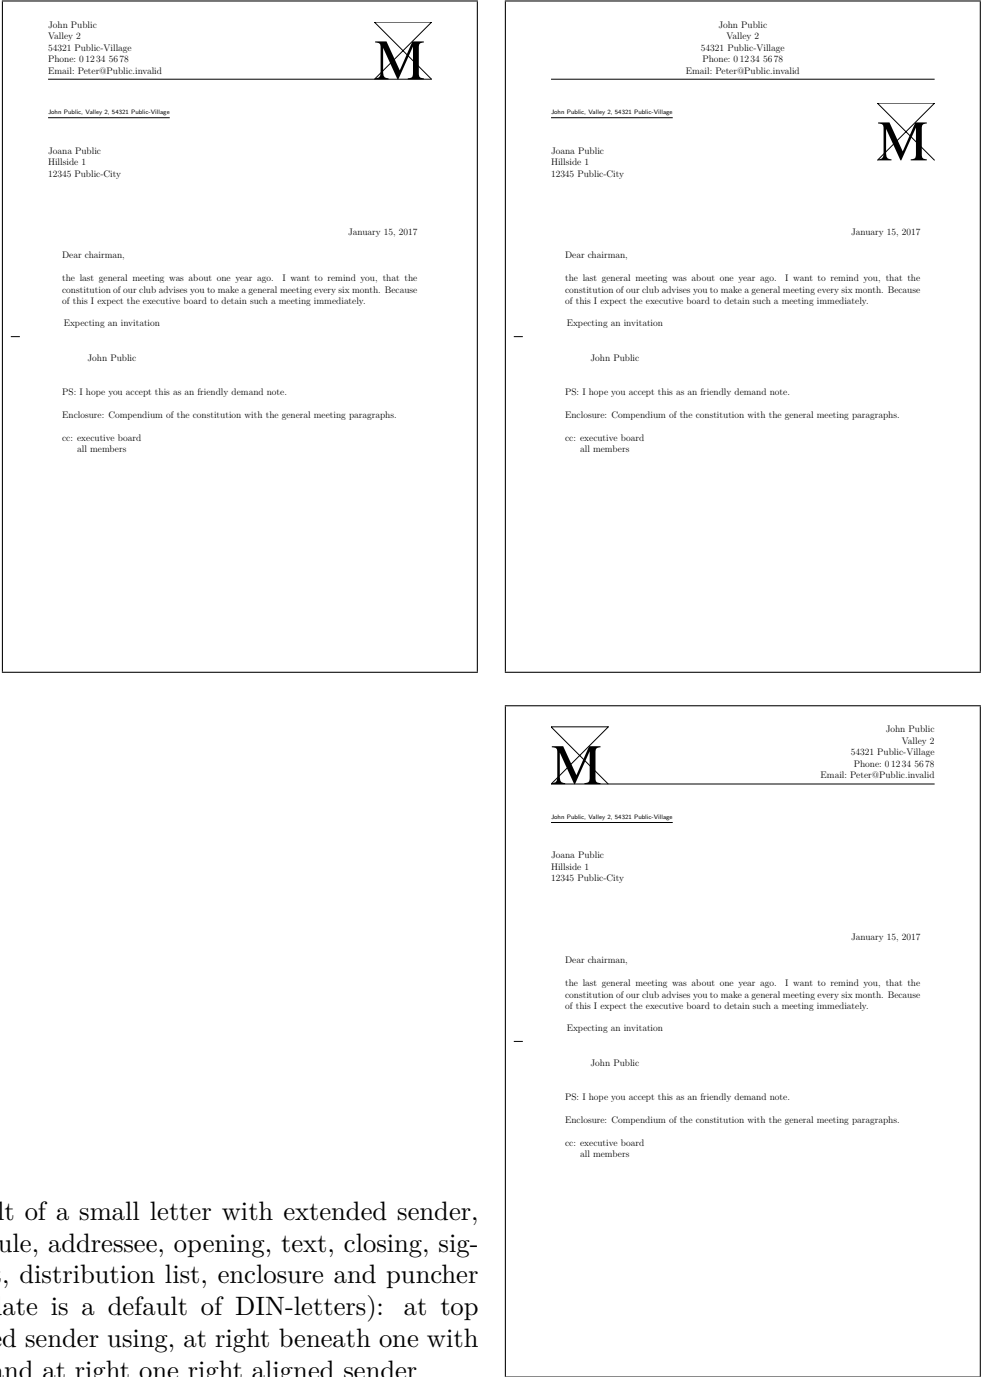 John Public
Valley 2
54321 Public-Village
Phone: 0 12 34 56 78
Email: Peter@Public.invalid
M
John Public, Valley 2, 54321 Public-Village
Joana Public
Hillside 1
12345 Public-City
January 15, 2017
Dear chairman,
the last general meeting was about one year ago. I want to remind you, that the
constitution of our club advises you to make a general meeting every six month. Because
of this I expect the executive board to detain such a meeting immediately.
Expecting an invitation
John Public
PS: I hope you accept this as an friendly demand note.
Enclosure: Compendium of the constitution with the general meeting paragraphs.
cc: executive board
all members
John Public
Valley 2
54321 Public-Village
Phone: 0 12 34 56 78
Email: Peter@Public.invalid
John Public, Valley 2, 54321 Public-Village
M
Joana Public
Hillside 1
12345 Public-City
January 15, 2017
Dear chairman,
the last general meeting was about one year ago. I want to remind you, that the
constitution of our club advises you to make a general meeting every six month. Because
of this I expect the executive board to detain such a meeting immediately.
Expecting an invitation
John Public
PS: I hope you accept this as an friendly demand note.
Enclosure: Compendium of the constitution with the general meeting paragraphs.
cc: executive board
all members
M
John Public
Valley 2
54321 Public-Village
Phone: 0 12 34 56 78
Email: Peter@Public.invalid
John Public, Valley 2, 54321 Public-Village
Joana Public
Hillside 1
12345 Public-City
January 15, 2017
Dear chairman,
the last general meeting was about one year ago. I want to remind you, that the
constitution of our club advises you to make a general meeting every six month. Because
of this I expect the executive board to detain such a meeting immediately.
Expecting an invitation
John Public
PS: I hope you accept this as an friendly demand note.
Enclosure: Compendium of the constitution with the general meeting paragraphs.
cc: executive board
all members
of a small letter with extended sender,
addressee, opening, text, closing, sig-
distribution list, enclosure and puncher
is a default of DIN-letters): at top
sender using, at right beneath one with
and at right one right aligned sender